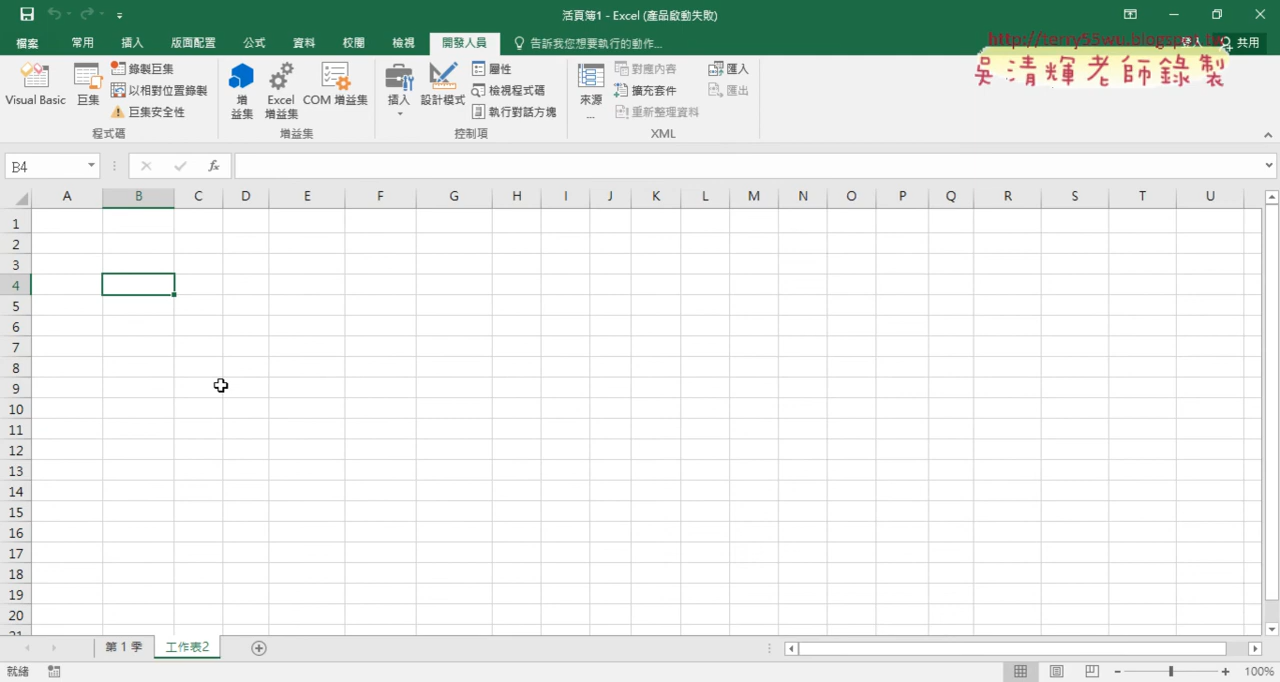 活頁簿1 - Excel (產品啟動失敗)
檔案 常用 插入 版面配置 公式 資料 校閱 檢視 開發人員 告訴我您想要執行的動作... 登入 共用
http://terry55wu.blogspot.tw
吳清輝老師錄製
Visual Basic 巨集 錄製巨集 以相對位置錄製 巨集安全性
程式碼
增益集 Excel 增益集 COM 增益集
增益集
插入 設計模式 屬性 檢視程式碼 執行對話方塊
控制項
來源... 對應內容 擴充套件 重新整理資料 匯入 匯出
XML
B4 fx
A B C D E F G H I J K L M N O P Q R S T U
1
2
3
4
5
6
7
8
9
10
11
12
13
14
15
16
17
18
19
20
21
第 1 季 工作表2
就緒 100%